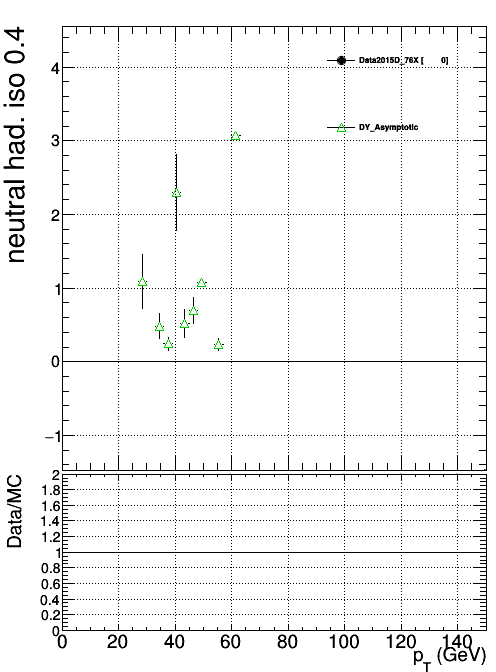 neutral had. iso 0.4
4
3
2
1
0
−1
Data2015D_76X [ 0]
DY_Asymptotic
Data/MC
2
1.8
1.6
1.4
1.2
1
0.8
0.6
0.4
0.2
0
0 20 40 60 80 100 120 140
p_T (GeV)